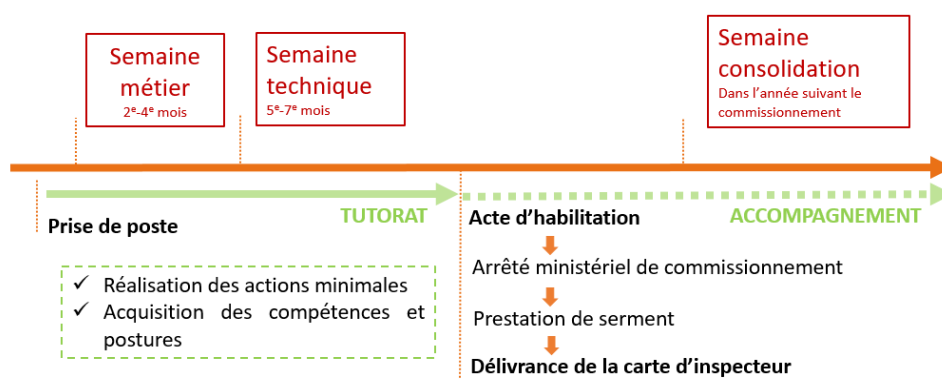 Semaine
métier
2e-4e mois
Semaine
technique
5e-7e mois
Semaine
consolidation
Dans l'année suivant le
commissionnement
TUTORAT
ACCOMPAGNEMENT
Prise de poste
✓ Réalisation des actions minimales
✓ Acquisition des compétences et
postures
Acte d'habilitation
Arrêté ministériel de commissionnement
Prestation de serment
Délivrance de la carte d'inspecteur